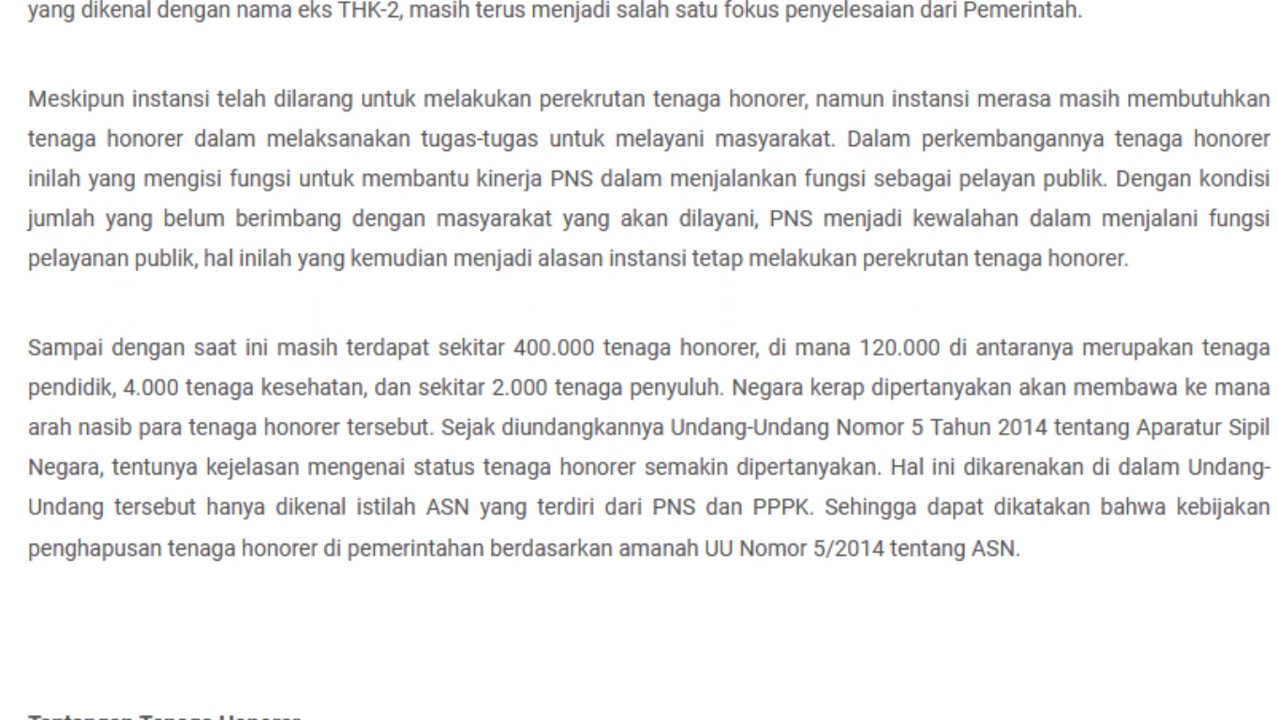 yang dikenal dengan nama eks THK-2, masih terus menjadi salah satu fokus penyelesaian dari Pemerintah.
Meskipun instansi telah dilarang untuk melakukan perekrutan tenaga honorer, namun instansi merasa masih membutuhkan
tenaga honorer dalam melaksanakan tugas-tugas untuk melayani masyarakat. Dalam perkembangannya tenaga honorer
inilah yang mengisi fungsi untuk membantu kinerja PNS dalam menjalankan fungsi sebagai pelayan publik. Dengan kondisi
jumlah yang belum berimbang dengan masyarakat yang akan dilayani, PNS menjadi kewalahan dalam menjalani fungsi
pelayanan publik, hal inilah yang kemudian menjadi alasan instansi tetap melakukan perekrutan tenaga honorer.
Sampai dengan saat ini masih terdapat sekitar 400.000 tenaga honorer, di mana 120.000 di antaranya merupakan tenaga
pendidik, 4.000 tenaga kesehatan, dan sekitar 2.000 tenaga penyuluh. Negara kerap dipertanyakan akan membawa ke mana
arah nasib para tenaga honorer tersebut. Sejak diundangkannya Undang-Undang Nomor 5 Tahun 2014 tentang Aparatur Sipil
Negara, tentunya kejelasan mengenai status tenaga honorer semakin dipertanyakan. Hal ini dikarenakan di dalam Undang-
Undang tersebut hanya dikenal istilah ASN yang terdiri dari PNS dan PPPK. Sehingga dapat dikatakan bahwa kebijakan
penghapusan tenaga honorer di pemerintahan berdasarkan amanah UU Nomor 5/2014 tentang ASN.
Tenaga Honorer